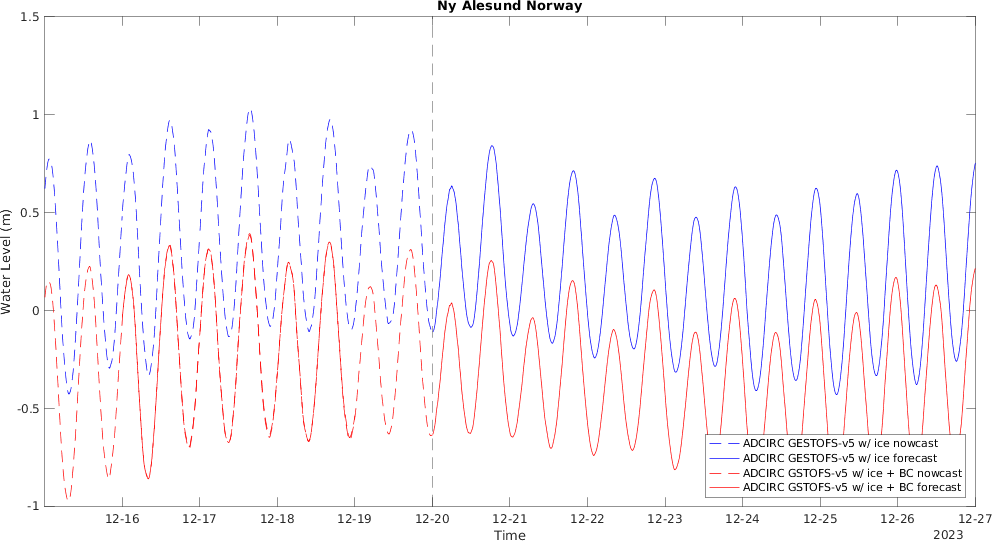 Ny Alesund Norway
1.5
1
0.5
0
-0.5
-1
Water Level (m)
ADCIRC GESTOFS-v5 w/ ice nowcast
ADCIRC GESTOFS-v5 w/ ice forecast
ADCIRC GSTOFS-v5 w/ ice + BC nowcast
ADCIRC GSTOFS-v5 w/ ice + BC forecast
12-16 12-17 12-18 12-19 12-20 12-21 12-22 12-23 12-24 12-25 12-26 12-27
Time
2023